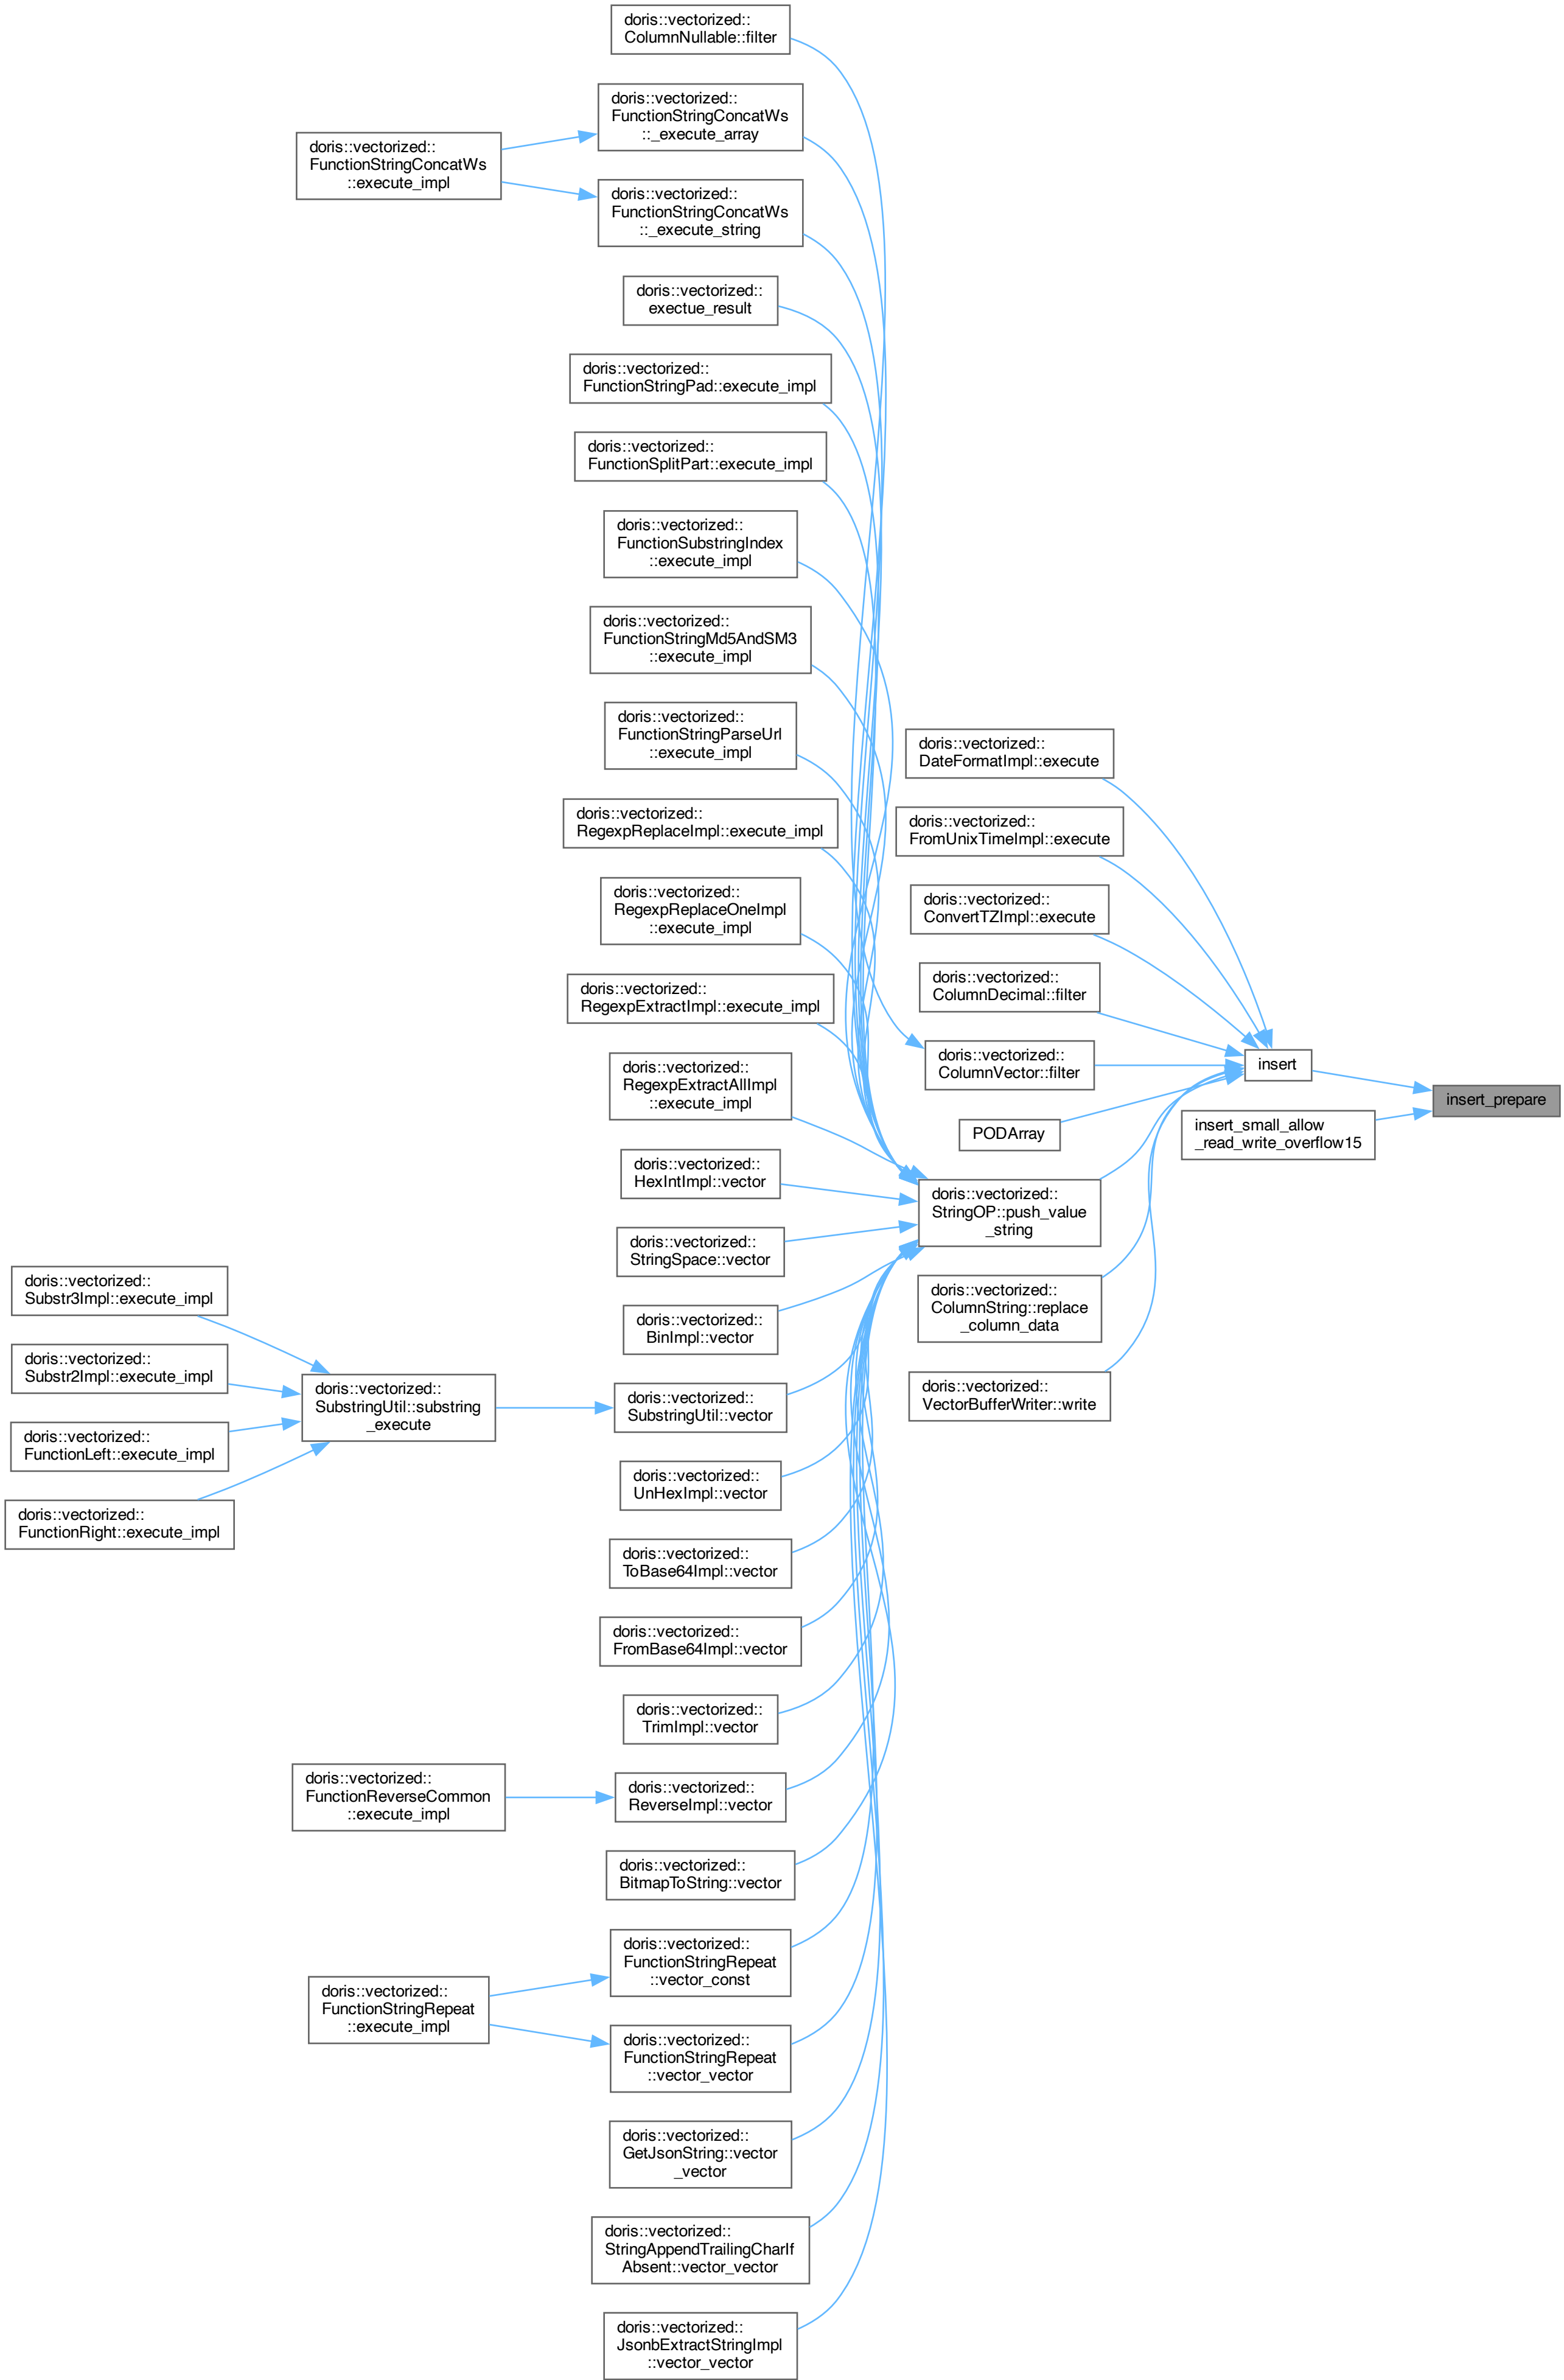 doris::vectorized::
ColumnNullable::filter
doris::vectorized::
FunctionStringConcatWs
::_execute_array
doris::vectorized::
FunctionStringConcatWs
::execute_impl
doris::vectorized::
FunctionStringConcatWs
::_execute_string
doris::vectorized::
exectue_result
doris::vectorized::
FunctionStringPad::execute_impl
doris::vectorized::
FunctionSplitPart::execute_impl
doris::vectorized::
FunctionSubstringIndex
::execute_impl
doris::vectorized::
FunctionStringMd5AndSM3
::execute_impl
doris::vectorized::
FunctionStringParseUrl
::execute_impl
doris::vectorized::
DateFormatImpl::execute
doris::vectorized::
RegexpReplaceImpl::execute_impl
doris::vectorized::
FromUnixTimeImpl::execute
doris::vectorized::
RegexpReplaceOneImpl
::execute_impl
doris::vectorized::
ConvertTZImpl::execute
doris::vectorized::
RegexpExtractImpl::execute_impl
doris::vectorized::
ColumnDecimal::filter
doris::vectorized::
ColumnVector::filter
insert
insert_prepare
doris::vectorized::
RegexpExtractAllImpl
::execute_impl
PODArray
insert_small_allow
_read_write_overflow15
doris::vectorized::
HexIntImpl::vector
doris::vectorized::
StringOP::push_value
_string
doris::vectorized::
StringSpace::vector
doris::vectorized::
ColumnString::replace
_column_data
doris::vectorized::
Substr3Impl::execute_impl
doris::vectorized::
BinImpl::vector
doris::vectorized::
Substr2Impl::execute_impl
doris::vectorized::
SubstringUtil::substring
_execute
doris::vectorized::
SubstringUtil::vector
doris::vectorized::
VectorBufferWriter::write
doris::vectorized::
FunctionLeft::execute_impl
doris::vectorized::
UnHexImpl::vector
doris::vectorized::
FunctionRight::execute_impl
doris::vectorized::
ToBase64Impl::vector
doris::vectorized::
FromBase64Impl::vector
doris::vectorized::
TrimImpl::vector
doris::vectorized::
FunctionReverseCommon
::execute_impl
doris::vectorized::
ReverseImpl::vector
doris::vectorized::
BitmapToString::vector
doris::vectorized::
FunctionStringRepeat
::vector_const
doris::vectorized::
FunctionStringRepeat
::execute_impl
doris::vectorized::
FunctionStringRepeat
::vector_vector
doris::vectorized::
GetJsonString::vector
_vector
doris::vectorized::
StringAppendTrailingCharIf
Absent::vector_vector
doris::vectorized::
JsonbExtractStringImpl
::vector_vector